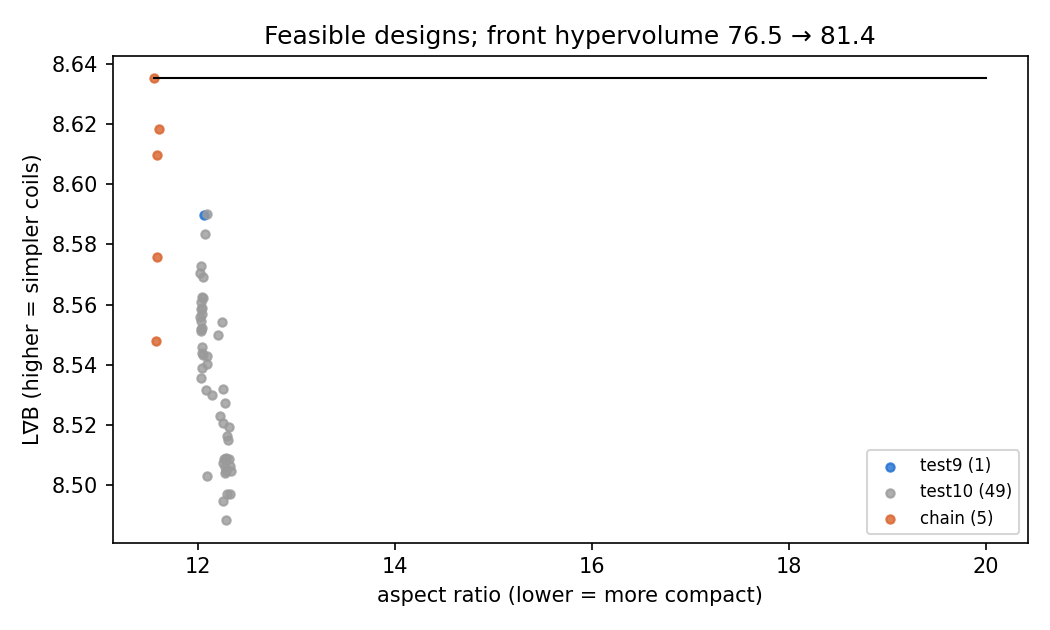 Feasible designs; front hypervolume 76.5 → 81.4
L∇B (higher = simpler coils)
8.64
8.62
8.60
8.58
8.56
8.54
8.52
8.50
test9 (1)
test10 (49)
chain (5)
12 14 16 18 20
aspect ratio (lower = more compact)